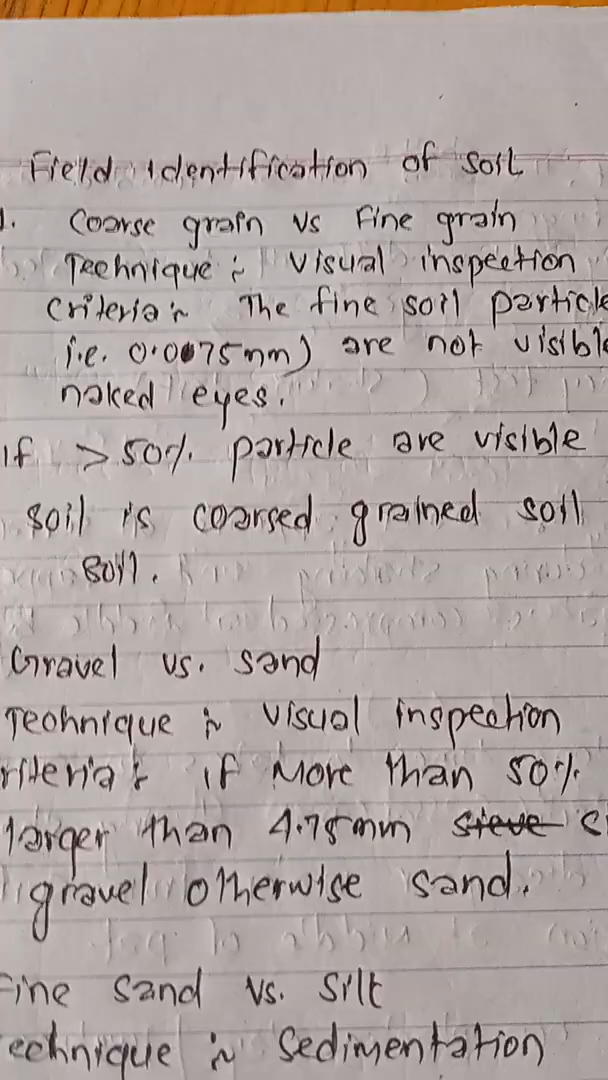 Field identification of soil
1. Coarse grain vs Fine grain
Technique :- visual inspection
Criteria :- The fine soil particle
i.e. 0.0075mm) are not visible
naked eyes.
if > 50% particle are visible
soil is coarsed grained soil
soil.
Gravel vs. sand
Technique :- visual inspection
riteria :- if More than 50%
larger than 4.75mm sieve
gravel otherwise sand.
Fine sand vs. silt
echnique :- sedimentation